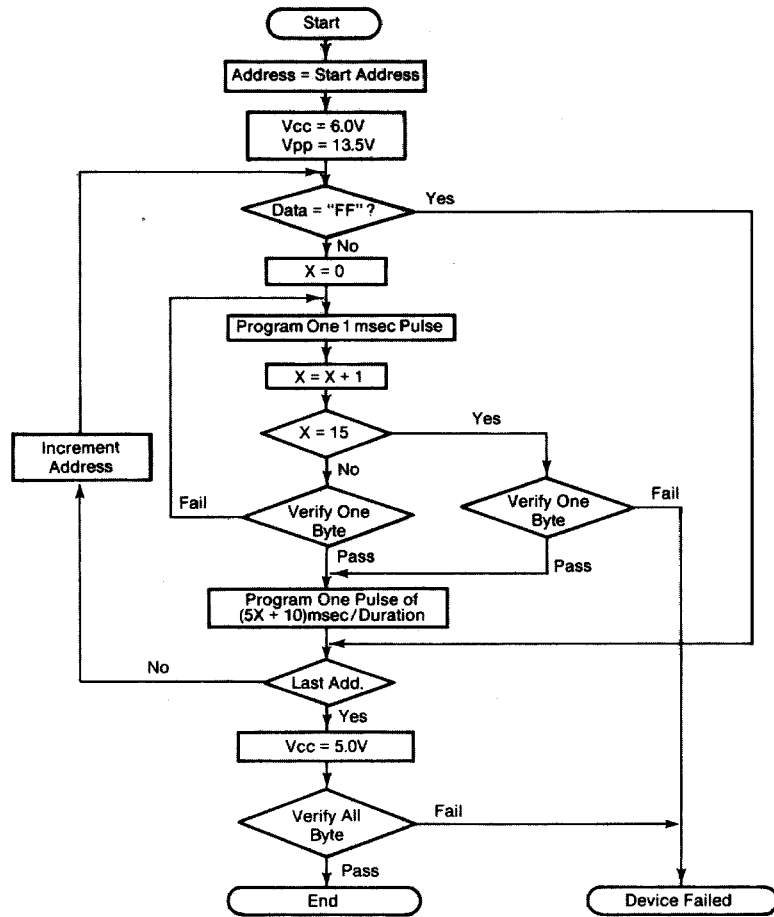 Start
Address = Start Address
Vcc = 6.0V
Vpp = 13.5V
Data = "FF" ?
Yes
No
X = 0
Program One 1 msec Pulse
X = X + 1
X = 15
Yes
No
Increment
Address
Fail
Verify One
Byte
Verify One
Byte
Fail
Pass
Pass
Program One Pulse of
(5X + 10)msec/Duration
No
Last Add.
Yes
Vcc = 5.0V
Verify All
Byte
Fail
Pass
End
Device Failed